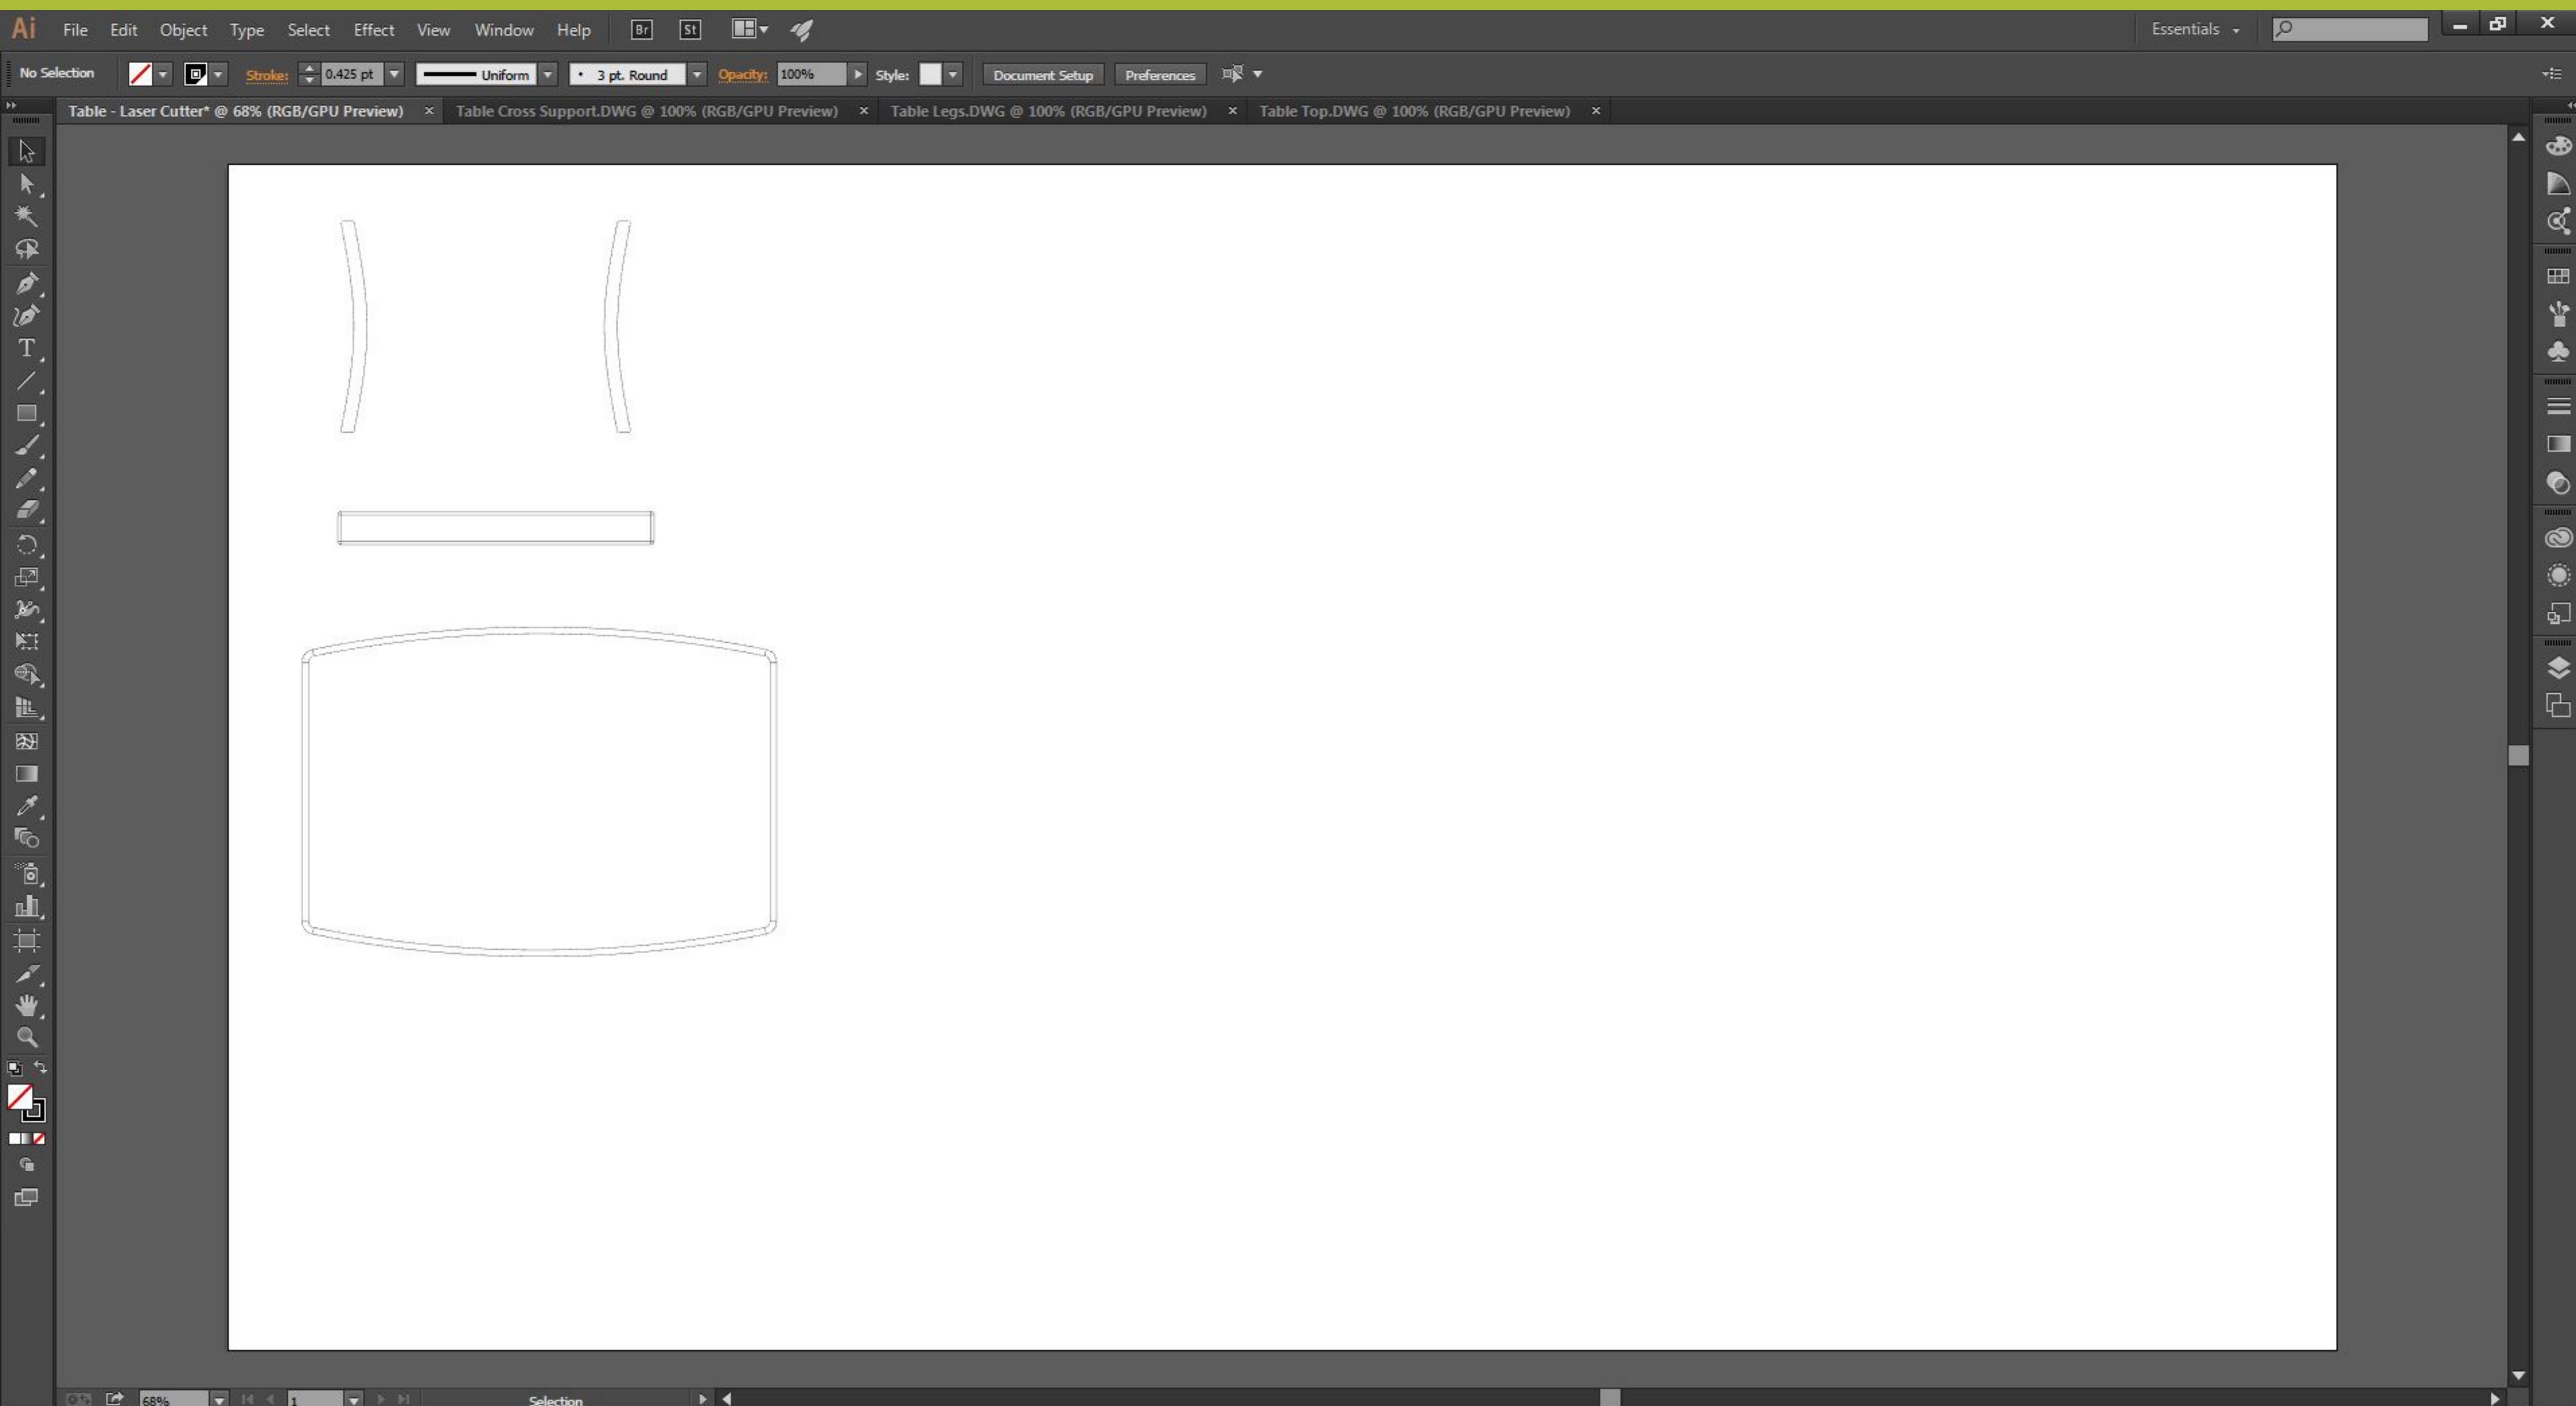 Ai File Edit Object Type Select Effect View Window Help Br St Essentials
No Selection Stroke: 0.425 pt Uniform 3 pt. Round Opacity: 100% Style: Document Setup Preferences
Table - Laser Cutter* @ 68% (RGB/GPU Preview) × Table Cross Support.DWG @ 100% (RGB/GPU Preview) × Table Legs.DWG @ 100% (RGB/GPU Preview) × Table Top.DWG @ 100% (RGB/GPU Preview) ×
T
68% 1 Selection